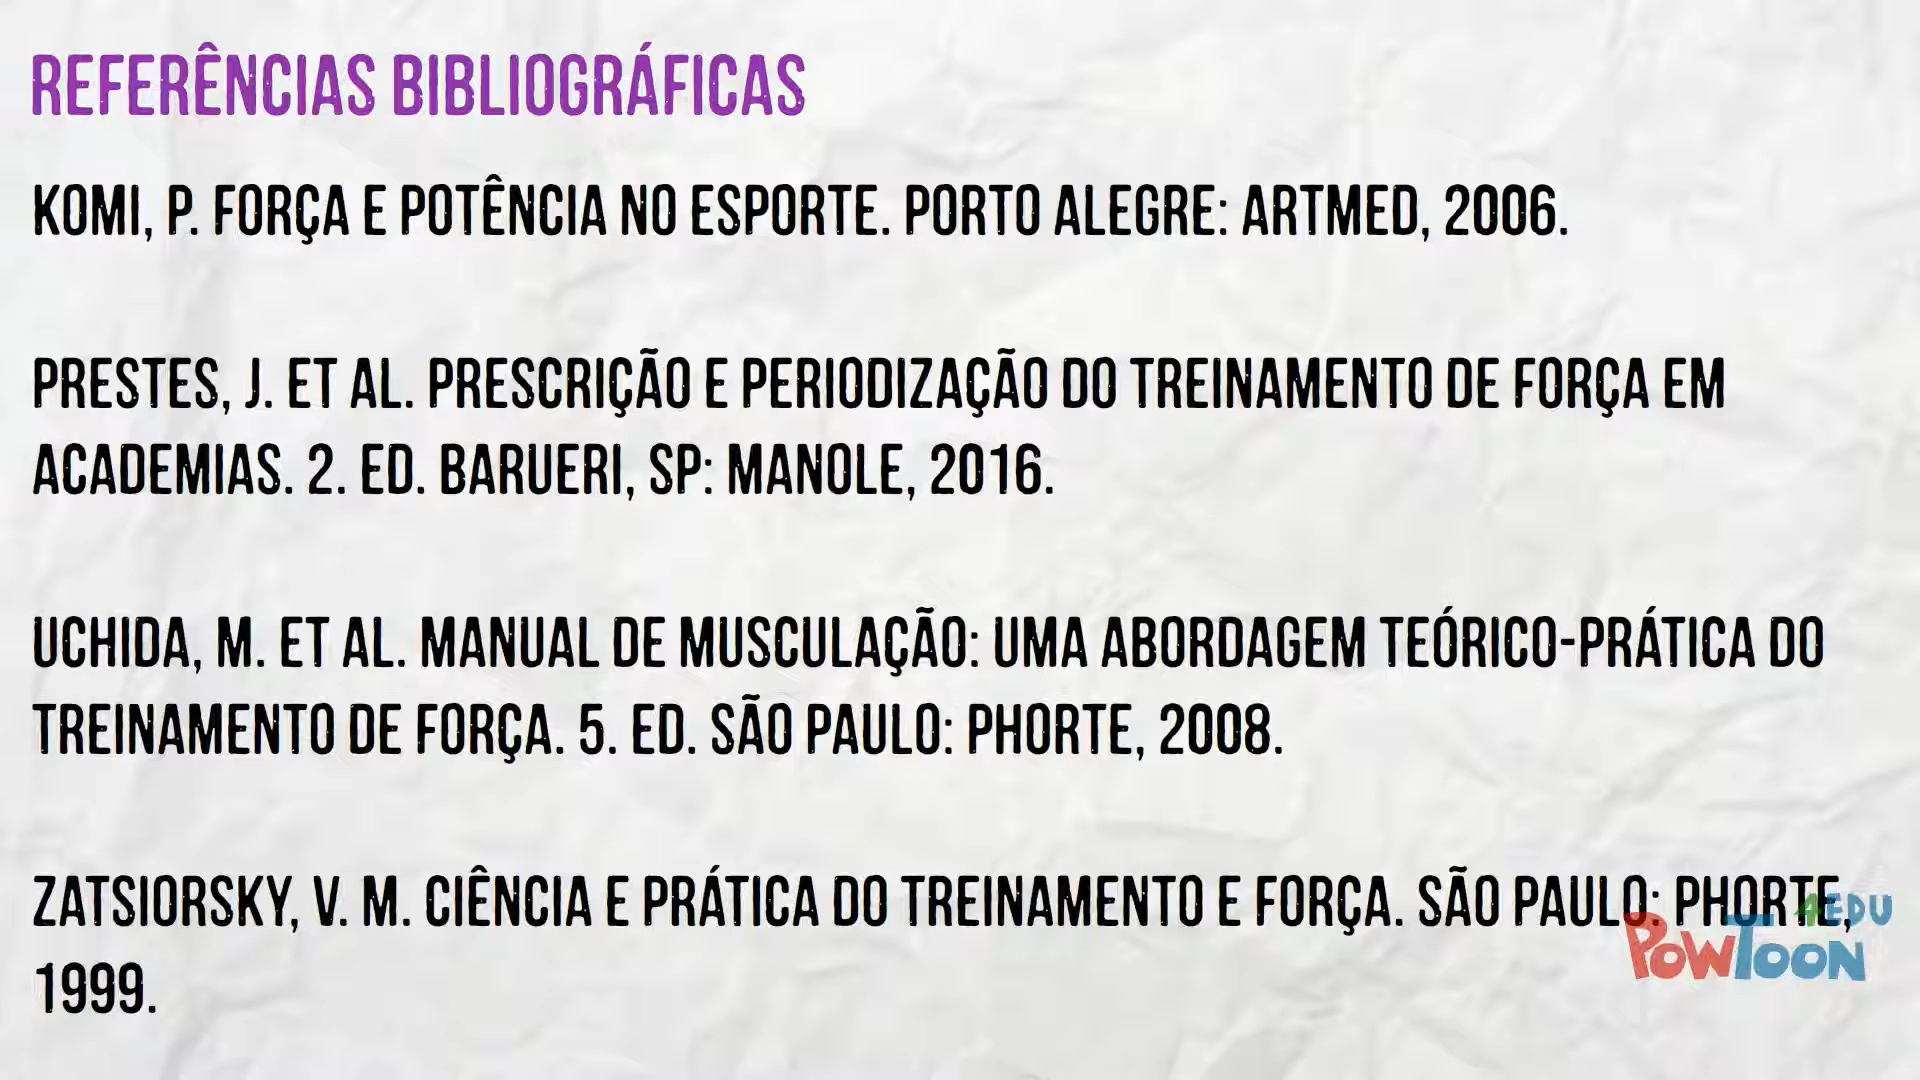 REFERÊNCIAS BIBLIOGRÁFICAS
KOMI, P. FORÇA E POTÊNCIA NO ESPORTE. PORTO ALEGRE: ARTMED, 2006.
PRESTES, J. ET AL. PRESCRIÇÃO E PERIODIZAÇÃO DO TREINAMENTO DE FORÇA EM
ACADEMIAS. 2. ED. BARUERI, SP: MANOLE, 2016.
UCHIDA, M. ET AL. MANUAL DE MUSCULAÇÃO: UMA ABORDAGEM TEÓRICO-PRÁTICA DO
TREINAMENTO DE FORÇA. 5. ED. SÃO PAULO: PHORTE, 2008.
ZATSIORSKY, V. M. CIÊNCIA E PRÁTICA DO TREINAMENTO E FORÇA. SÃO PAULO: PHORTE,
1999.
4EDU
POWTOON